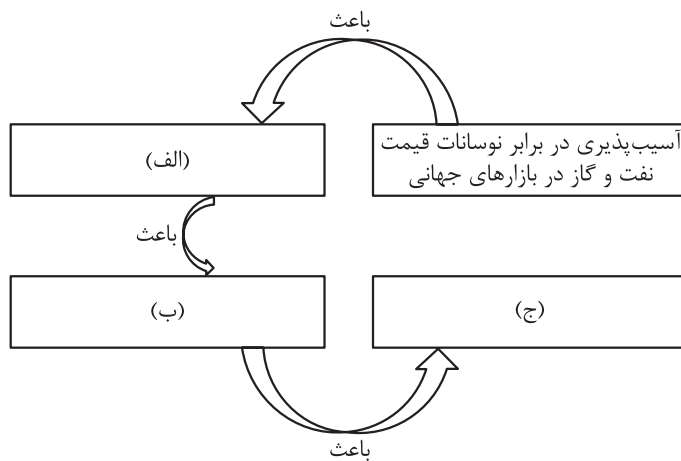 باعث
آسیب‌پذیری در برابر نوسانات قیمت
نفت و گاز در بازارهای جهانی
(الف)
باعث
(ب)
(ج)
باعث